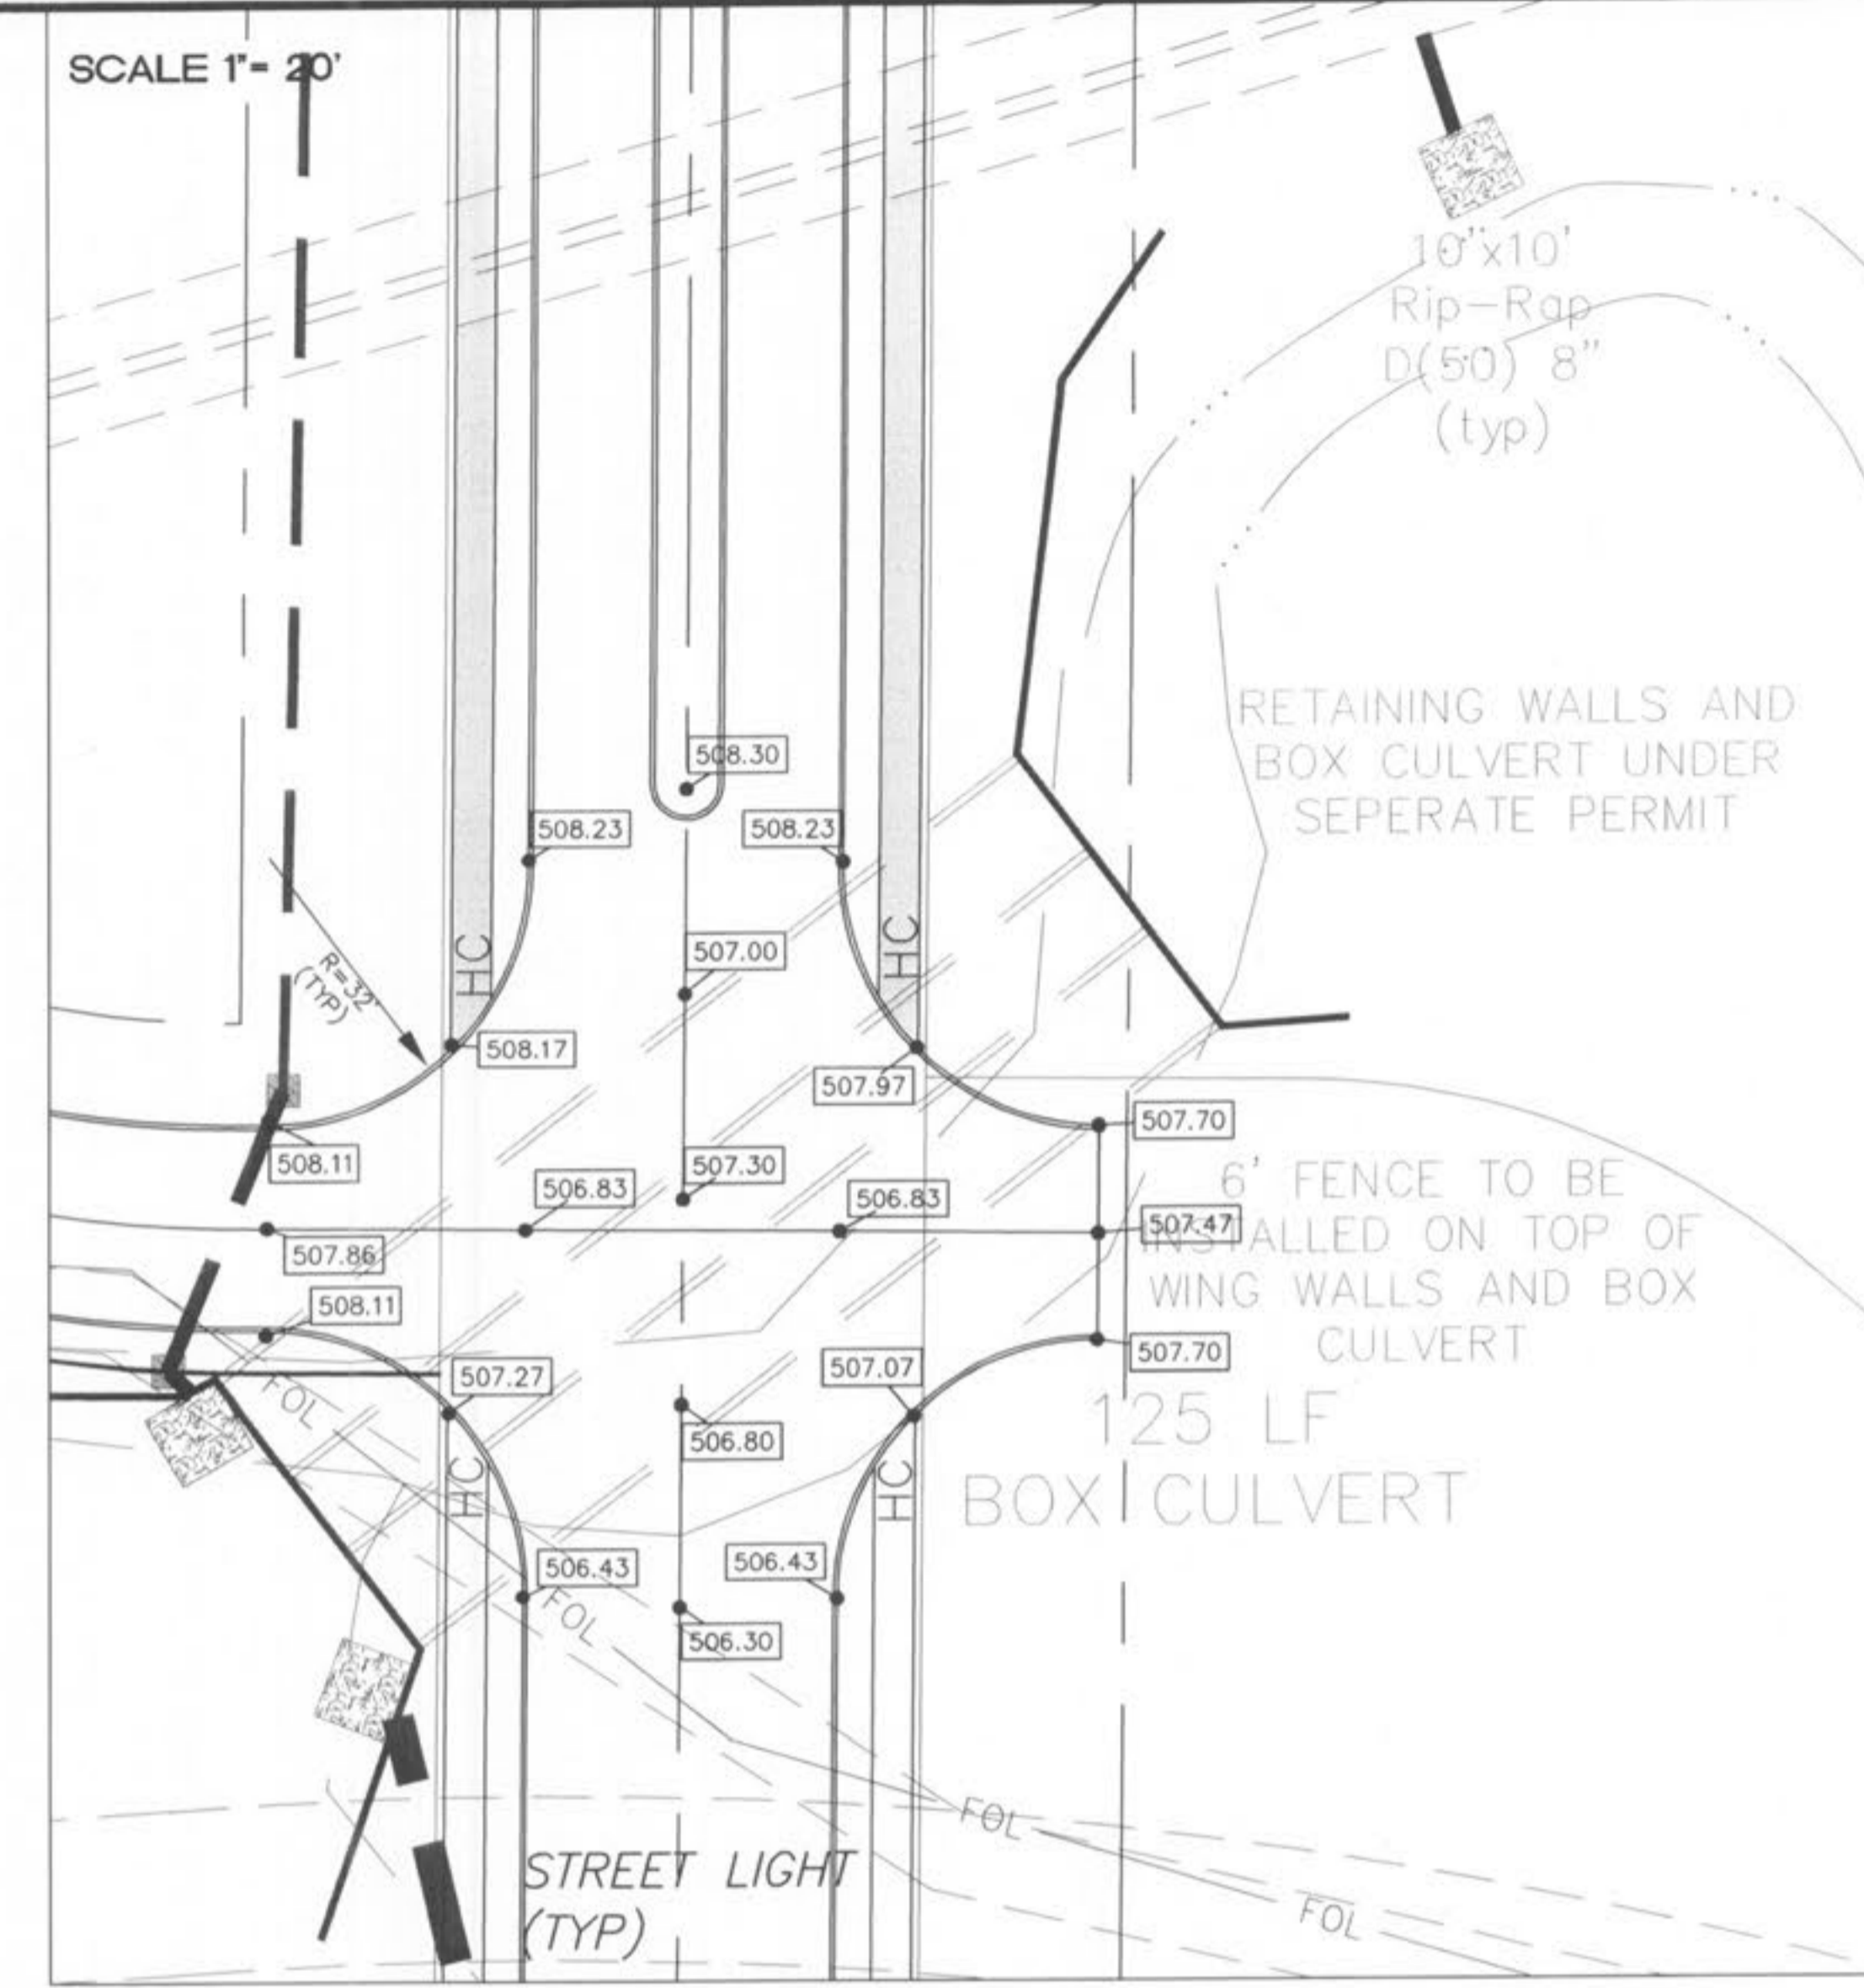 SCALE 1"= 20'
10"x10'
Rip-Rap
D(50) 8"
(typ)
RETAINING WALLS AND
BOX CULVERT UNDER
SEPERATE PERMIT
508.30
508.23
508.23
HC
HC
507.00
R=32'
(TYP)
508.17
507.97
507.70
508.11
507.30
506.83
506.83
6' FENCE TO BE
INSTALLED ON TOP OF
WING WALLS AND BOX
CULVERT
507.47
507.86
508.11
507.70
507.27
507.07
FOL
506.80
125 LF
BOX CULVERT
HC
HC
506.43
506.43
FOL
506.30
FOL
STREET LIGHT
(TYP)
FOL